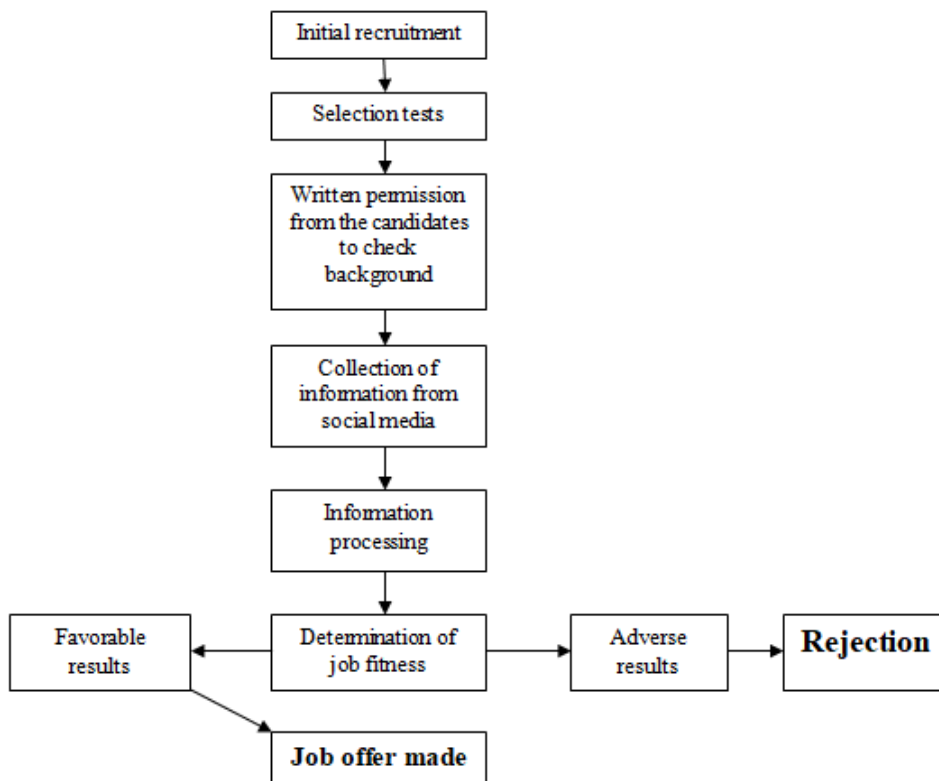 Initial recruitment
Selection tests
Written permission
from the candidates
to check
background
Collection of
information from
social media
Information
processing
Favorable
results
Determination of
job fitness
Adverse
results
Rejection
Job offer made